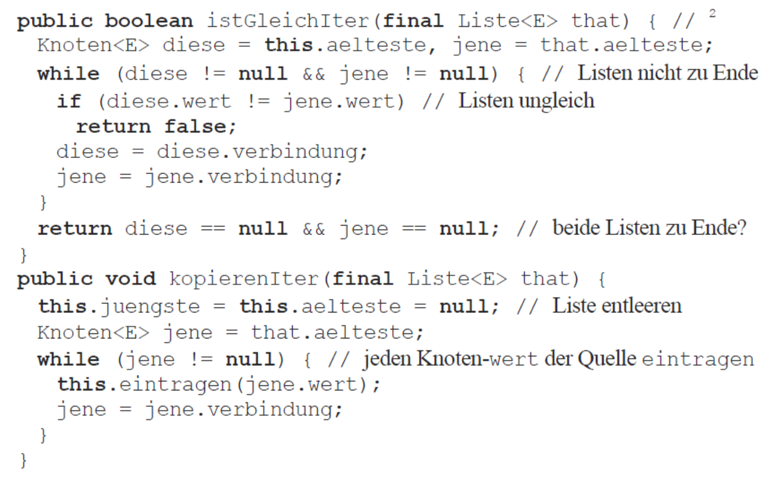 public boolean istGleichIter(final Liste<E> that) { // 2
Knoten<E> diese = this.aelteste, jene = that.aelteste;
while (diese != null && jene != null) { // Listen nicht zu Ende
if (diese.wert != jene.wert) // Listen ungleich
return false;
diese = diese.verbindung;
jene = jene.verbindung;
}
return diese == null && jene == null; // beide Listen zu Ende?
}
public void kopierenIter(final Liste<E> that) {
this.juengste = this.aelteste = null; // Liste entleeren
Knoten<E> jene = that.aelteste;
while (jene != null) { // jeden Knoten-wert der Quelle eintragen
this.eintragen(jene.wert);
jene = jene.verbindung;
}
}